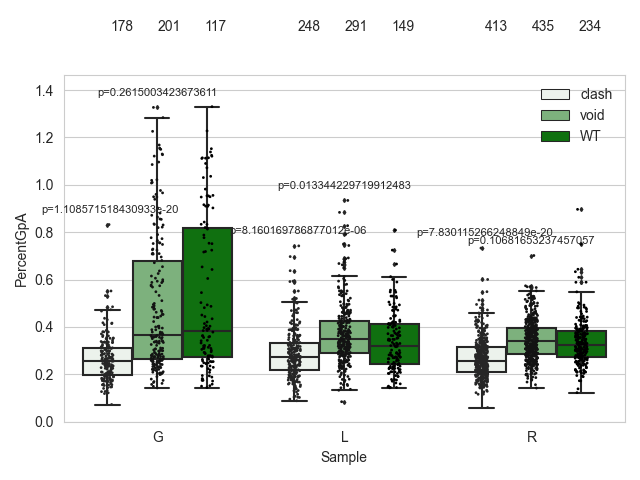 178 201 117 248 291 149 413 435 234
1.4
1.2
1.0
0.8
0.6
0.4
0.2
0.0
PercentGpA
p=0.2615003423673611
p=1.108571518430933e-20
p=0.013344229719912483
p=8.160169786877012e-06
p=7.830115266248849e-20
p=0.10681653237457057
clash
void
WT
G L R
Sample